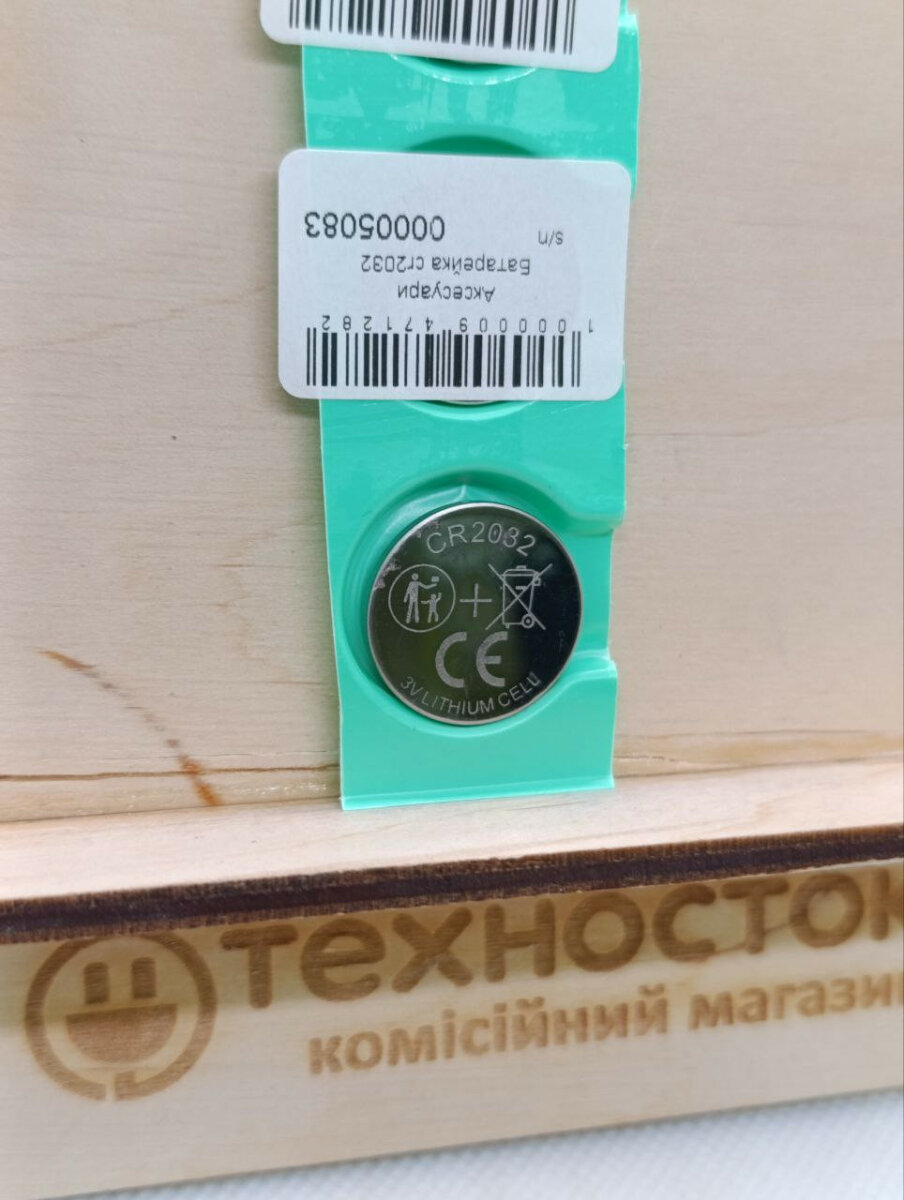 1 000009 471282
Аксесуари
Батарейка cr2032
s/n 00005083
CR2032
+
CE
3V LITHIUM CELL
ТЕХНОСТОК
комісійний магазин